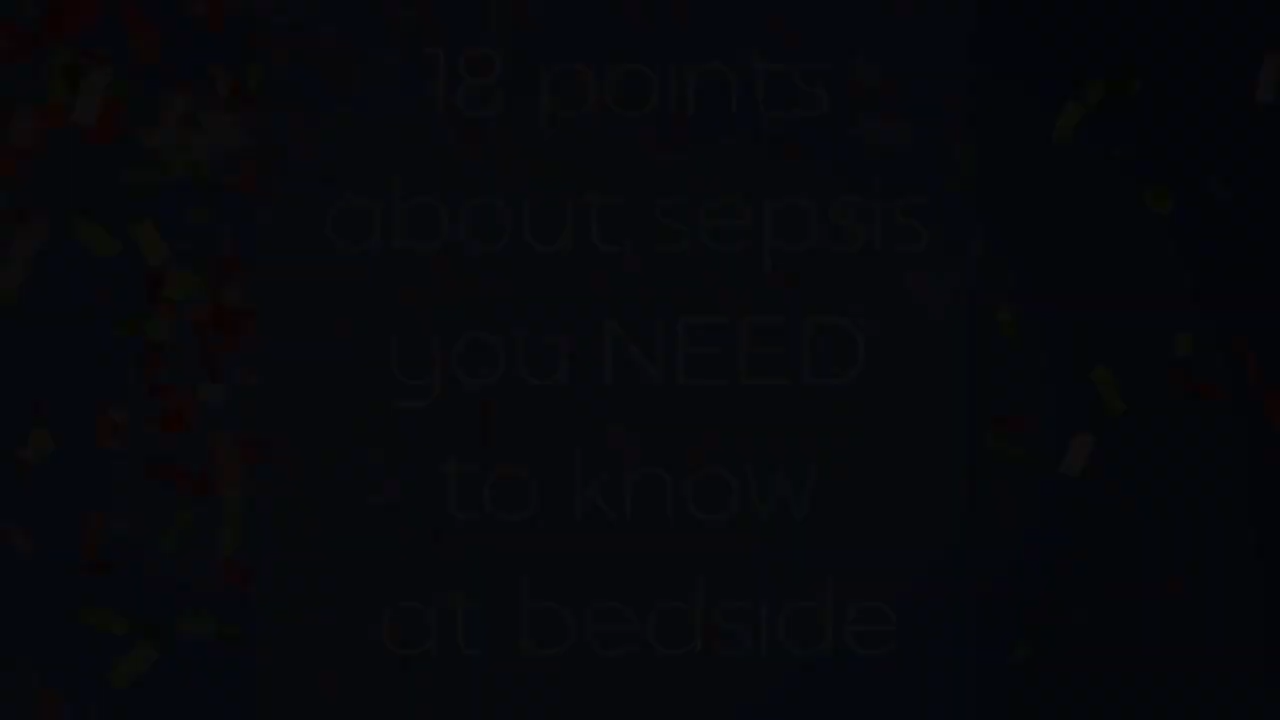 18 points
about sepsis
you NEED
to know
at bedside